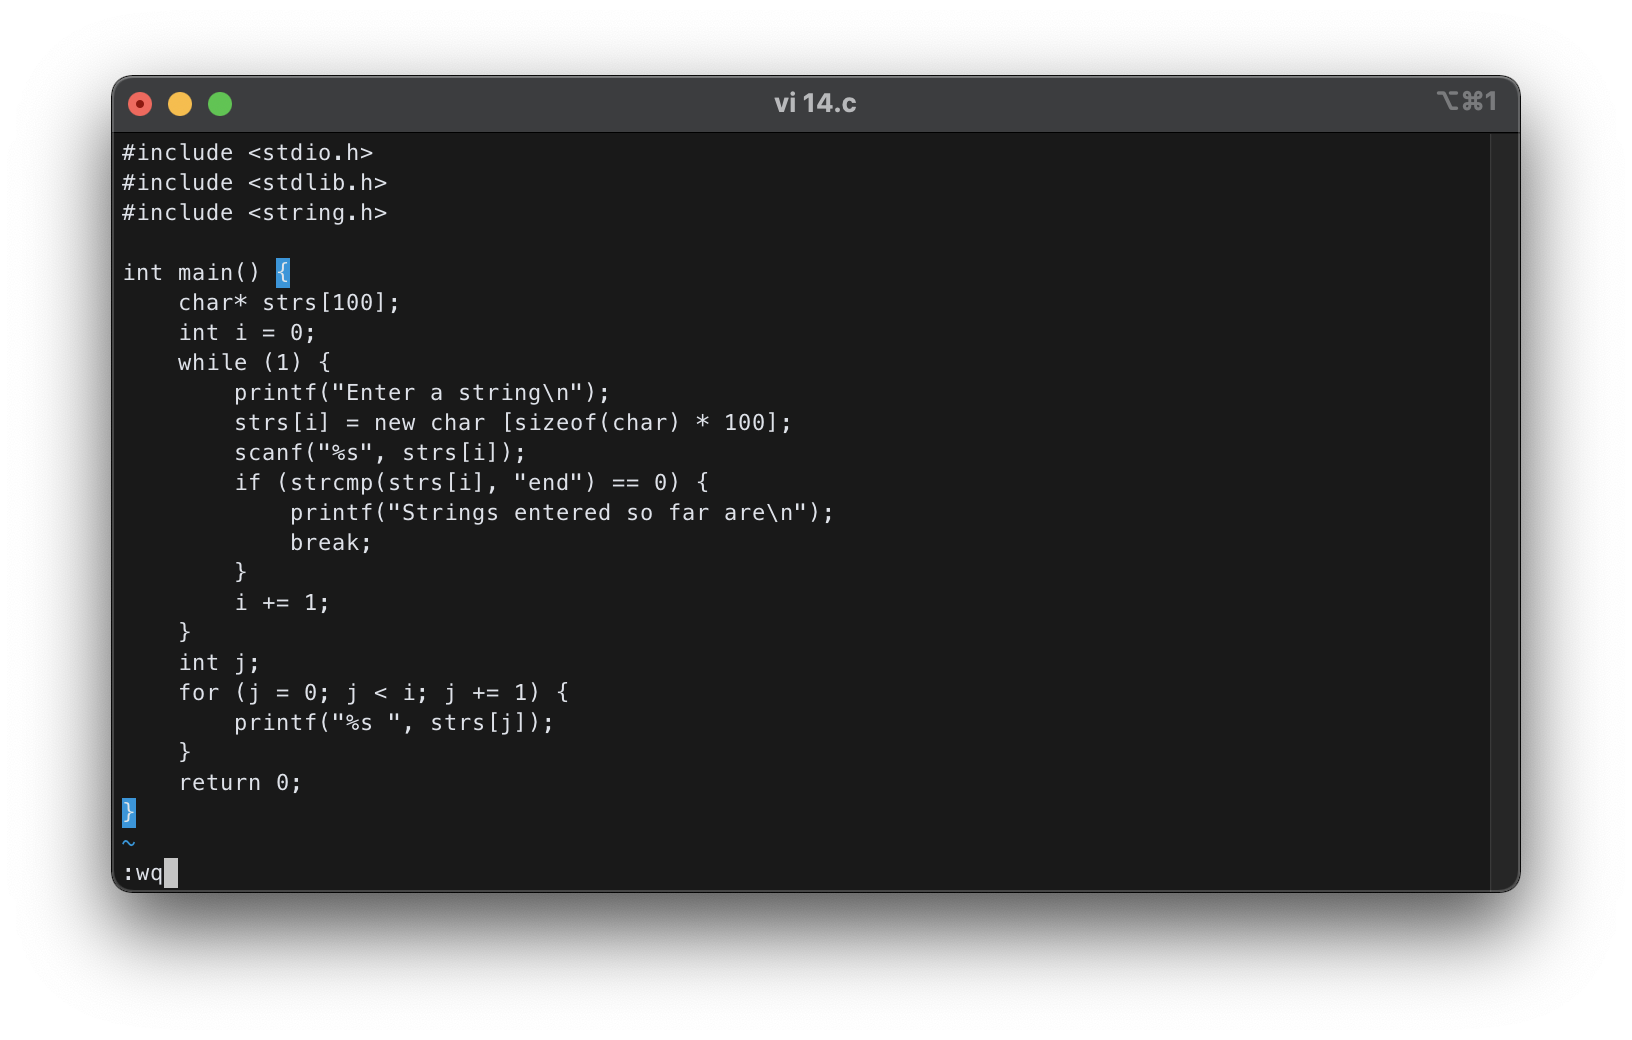 vi 14.c
⌥⌘1
#include <stdio.h>
#include <stdlib.h>
#include <string.h>

int main() {
    char* strs[100];
    int i = 0;
    while (1) {
        printf("Enter a string\n");
        strs[i] = new char [sizeof(char) * 100];
        scanf("%s", strs[i]);
        if (strcmp(strs[i], "end") == 0) {
            printf("Strings entered so far are\n");
            break;
        }
        i += 1;
    }
    int j;
    for (j = 0; j < i; j += 1) {
        printf("%s ", strs[j]);
    }
    return 0;
}
~
:wq